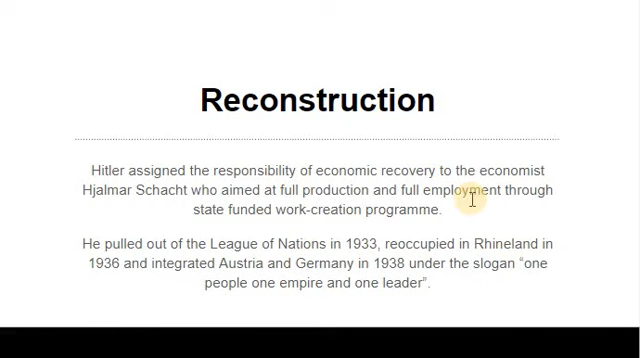 Reconstruction
Hitler assigned the responsibility of economic recovery to the economist
Hjalmar Schacht who aimed at full production and full employment through
state funded work-creation programme.
He pulled out of the League of Nations in 1933, reoccupied in Rhineland in
1936 and integrated Austria and Germany in 1938 under the slogan “one
people one empire and one leader”.